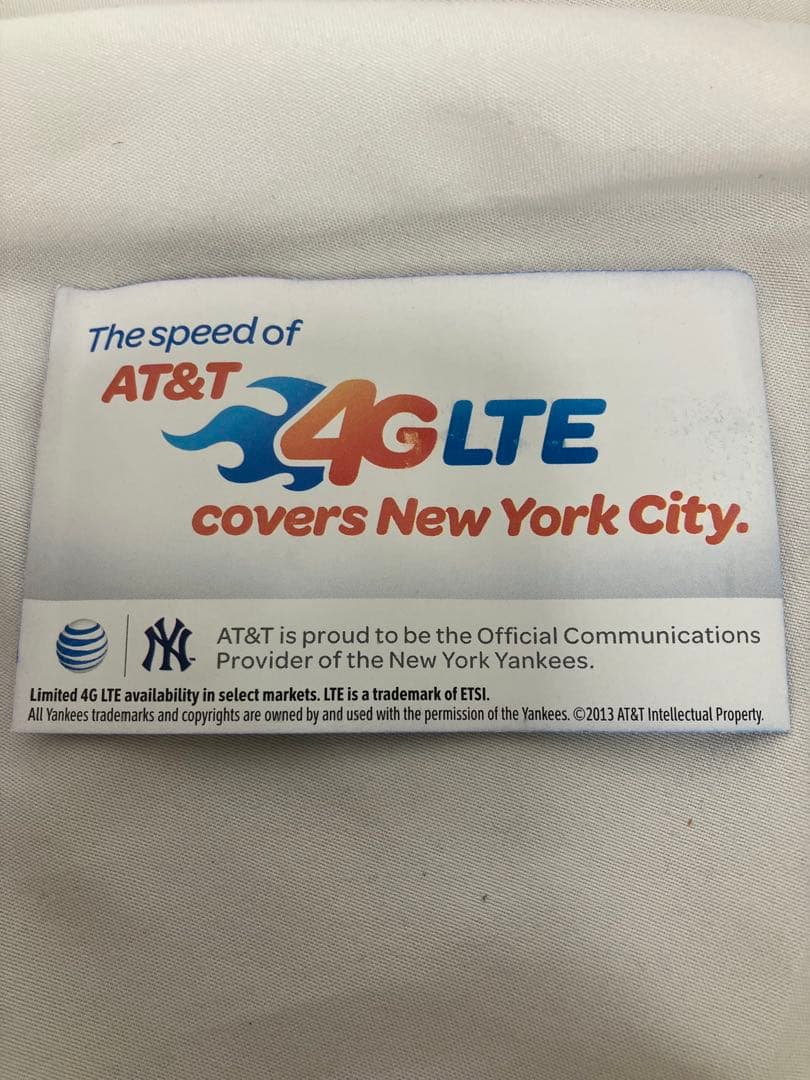 The speed of
AT&T
4G LTE
covers New York City.
NY
AT&T is proud to be the Official Communications
Provider of the New York Yankees.
Limited 4G LTE availability in select markets. LTE is a trademark of ETSI.
All Yankees trademarks and copyrights are owned by and used with the permission of the Yankees. ©2013 AT&T Intellectual Property.